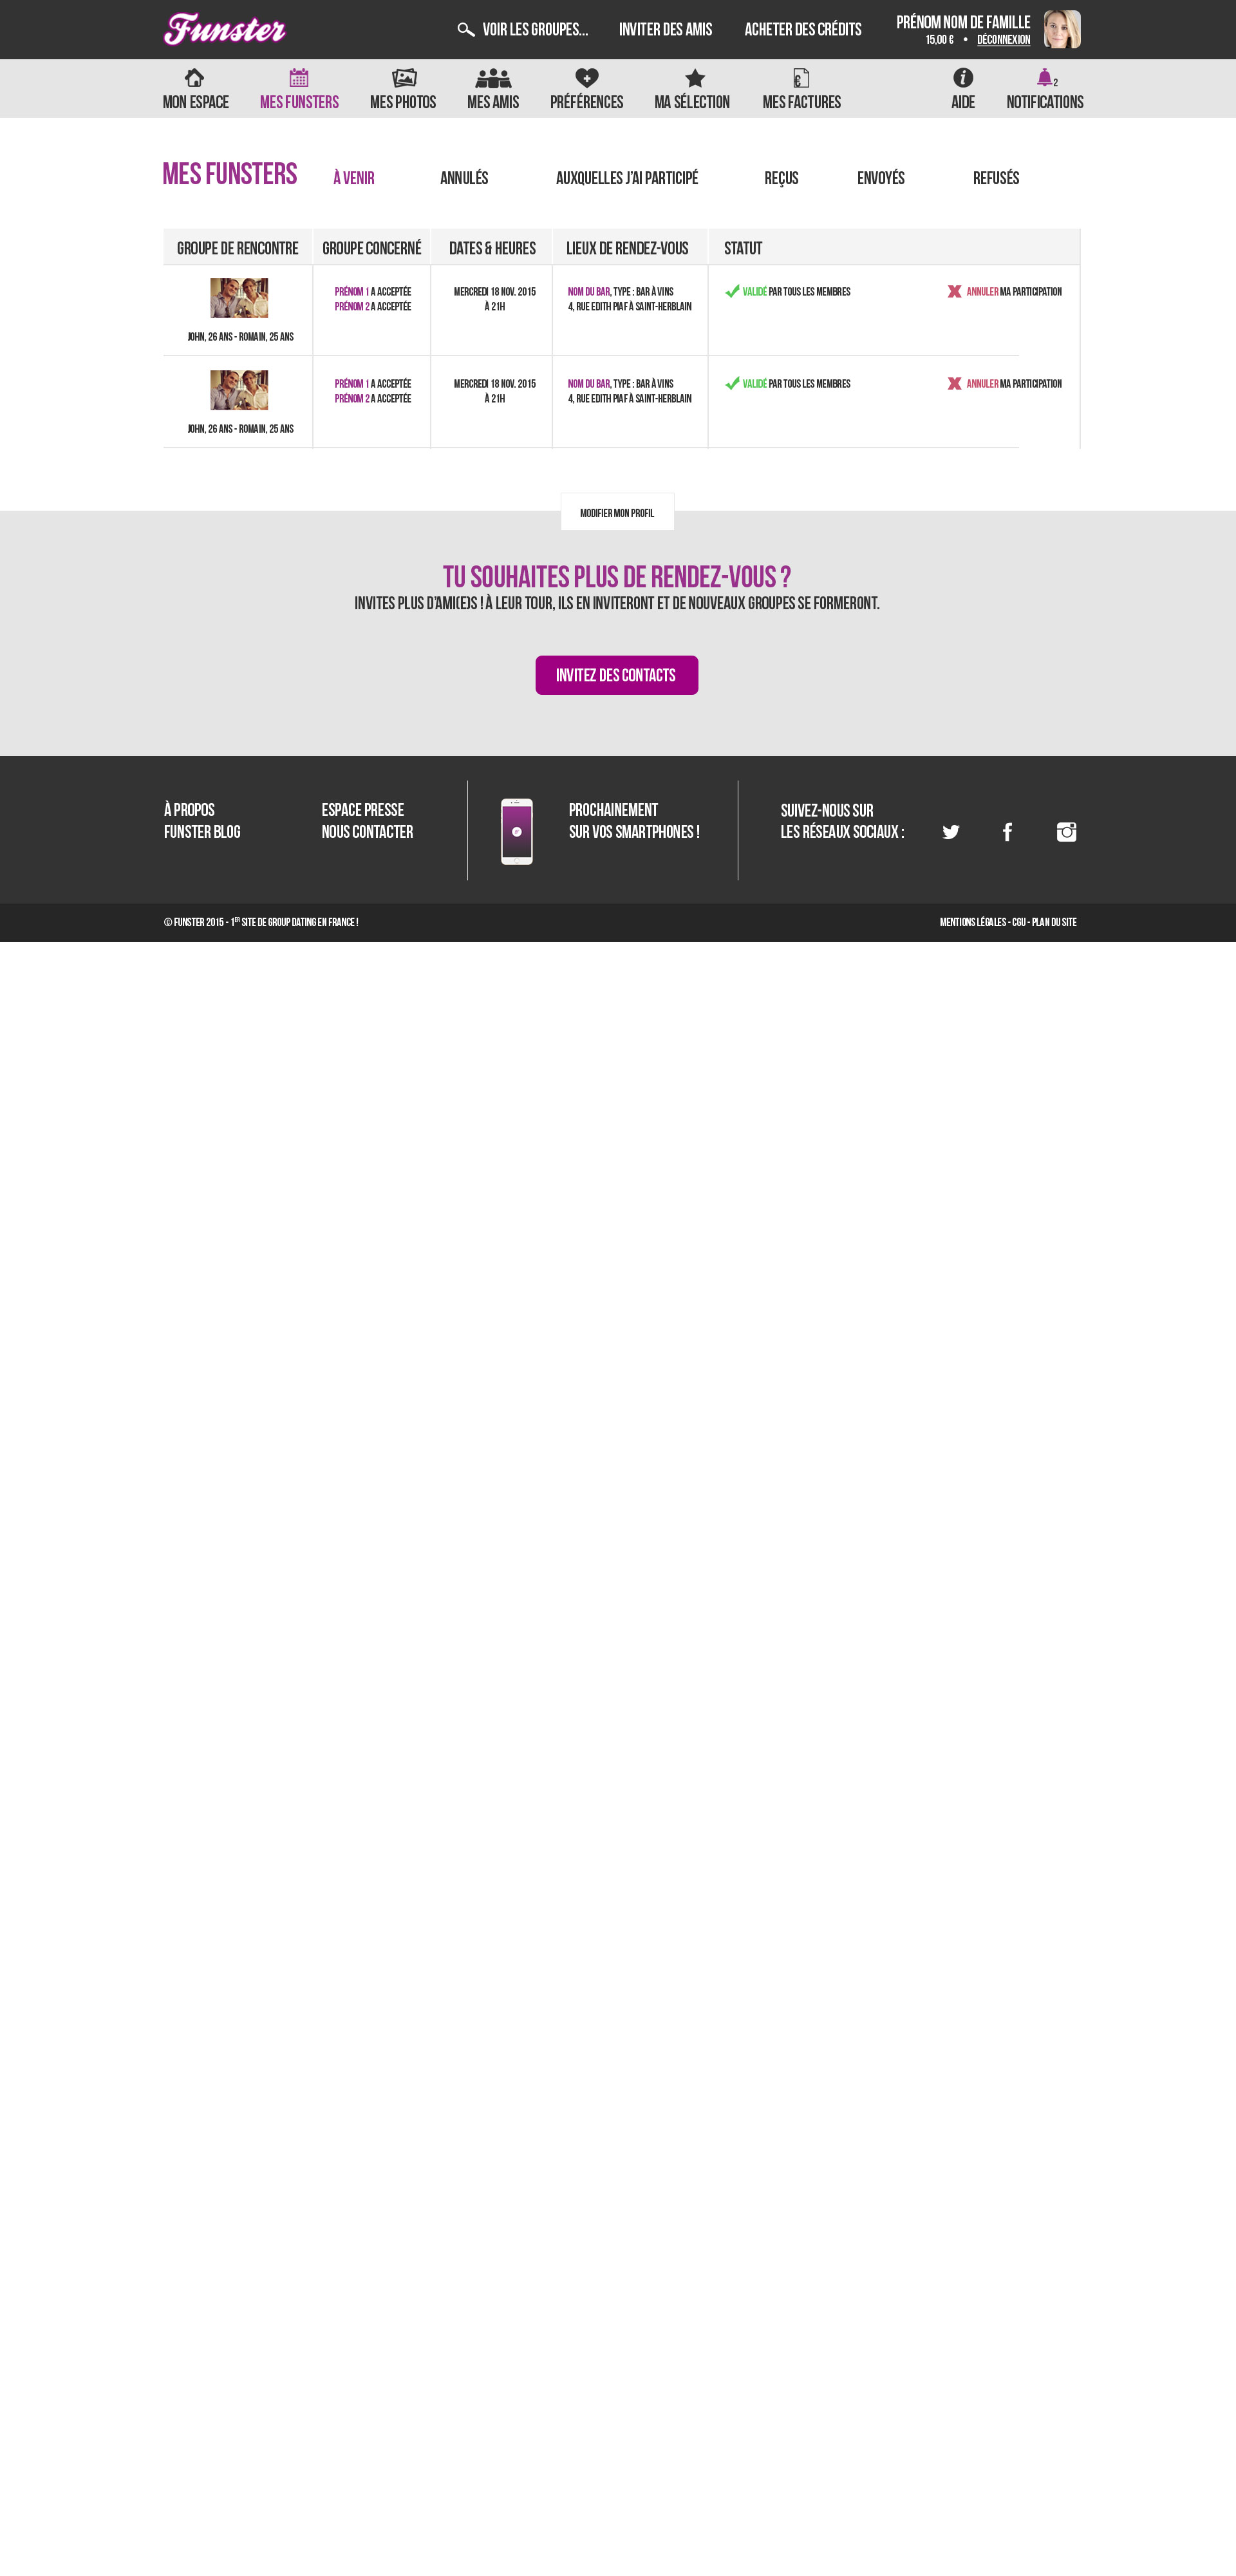 Funster
VOIR LES GROUPES...
INVITER DES AMIS
ACHETER DES CRÉDITS
PRÉNOM NOM DE FAMILLE
15,00 € • DÉCONNEXION
MON ESPACE
MES FUNSTERS
MES PHOTOS
MES AMIS
PRÉFÉRENCES
MA SÉLECTION
MES FACTURES
AIDE
2
NOTIFICATIONS
MES FUNSTERS
À VENIR
ANNULÉS
AUXQUELLES J'AI PARTICIPÉ
REÇUS
ENVOYÉS
REFUSÉS
GROUPE DE RENCONTRE
GROUPE CONCERNÉ
DATES & HEURES
LIEUX DE RENDEZ-VOUS
STATUT
JOHN, 26 ANS - ROMAIN, 25 ANS
PRÉNOM 1 A ACCEPTÉE
PRÉNOM 2 A ACCEPTÉE
MERCREDI 18 NOV. 2015
À 21H
NOM DU BAR, TYPE : BAR À VINS
4, RUE EDITH PIAF À SAINT-HERBLAIN
VALIDÉ PAR TOUS LES MEMBRES
ANNULER MA PARTICIPATION
JOHN, 26 ANS - ROMAIN, 25 ANS
PRÉNOM 1 A ACCEPTÉE
PRÉNOM 2 A ACCEPTÉE
MERCREDI 18 NOV. 2015
À 21H
NOM DU BAR, TYPE : BAR À VINS
4, RUE EDITH PIAF À SAINT-HERBLAIN
VALIDÉ PAR TOUS LES MEMBRES
ANNULER MA PARTICIPATION
MODIFIER MON PROFIL
TU SOUHAITES PLUS DE RENDEZ-VOUS ?
INVITES PLUS D'AMI(E)S ! À LEUR TOUR, ILS EN INVITERONT ET DE NOUVEAUX GROUPES SE FORMERONT.
INVITEZ DES CONTACTS
À PROPOS
FUNSTER BLOG
ESPACE PRESSE
NOUS CONTACTER
PROCHAINEMENT
SUR VOS SMARTPHONES !
SUIVEZ-NOUS SUR
LES RÉSEAUX SOCIAUX :
© FUNSTER 2015 - 1ER SITE DE GROUP DATING EN FRANCE !
MENTIONS LÉGALES - CGU - PLAN DU SITE